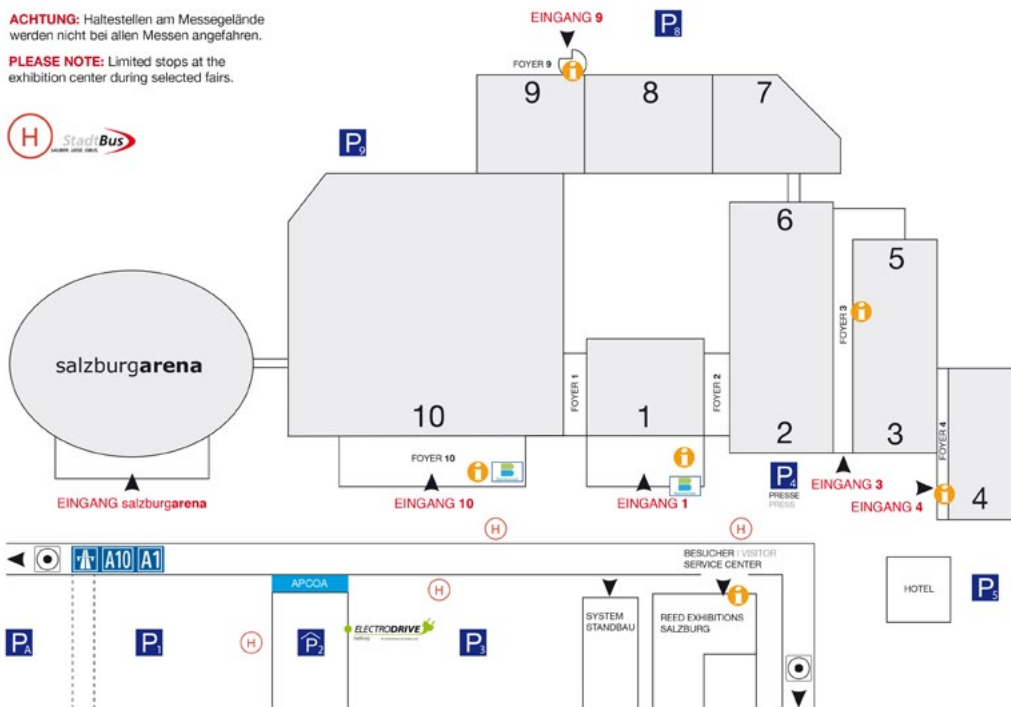 ACHTUNG: Haltestellen am Messegelände
werden nicht bei allen Messen angefahren.
PLEASE NOTE: Limited stops at the
exhibition center during selected fairs.
H StadtBus
EINGANG 9
P8
FOYER 9
9
8
7
P9
6
5
FOYER 3
salzburgarena
FOYER 1
FOYER 2
10
1
2
3
FOYER 4
4
FOYER 10
P4
PRESSE
PRESS
EINGANG salzburgarena
EINGANG 10
EINGANG 1
EINGANG 3
EINGANG 4
H
H
A10 A1
BESUCHER | VISITOR
SERVICE CENTER
APCOA
H
HOTEL
P5
SYSTEM
STANDBAU
REED EXHIBITIONS
SALZBURG
ELECTRODRIVE
PA
P1
H
P2
P3